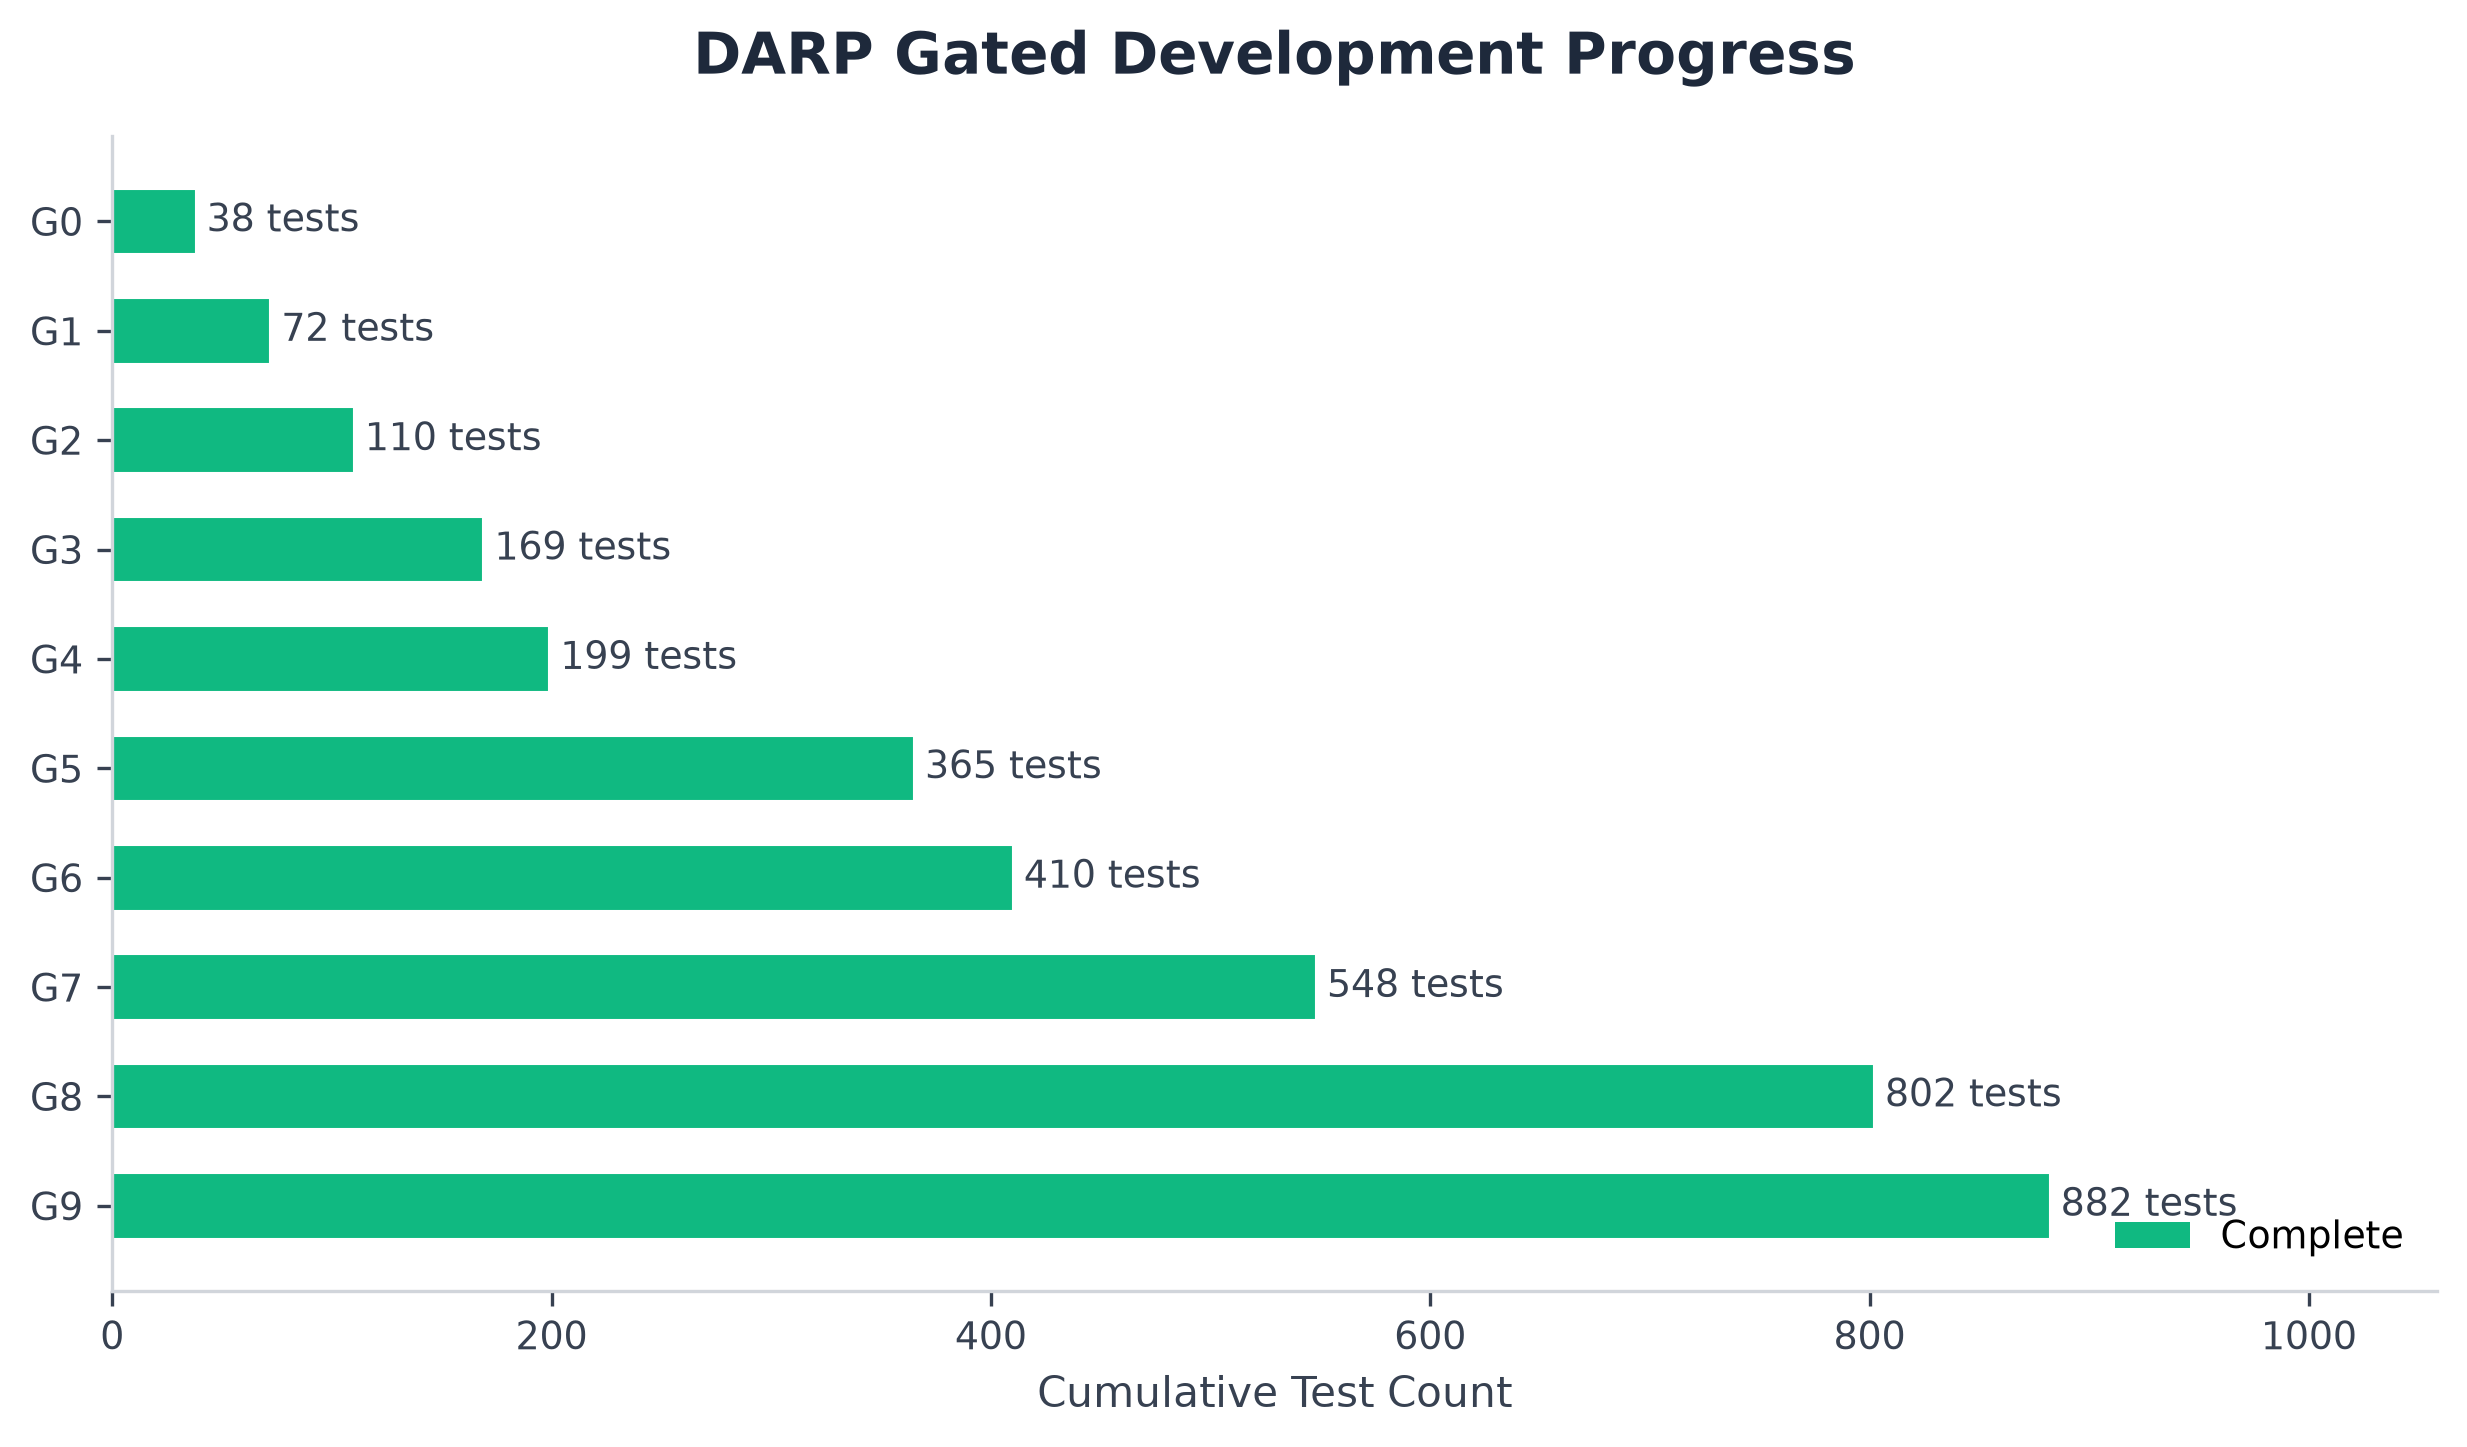 DARP Gated Development Progress
G0 38 tests
G1 72 tests
G2 110 tests
G3 169 tests
G4 199 tests
G5 365 tests
G6 410 tests
G7 548 tests
G8 802 tests
G9 882 tests
Complete
0 200 400 600 800 1000
Cumulative Test Count